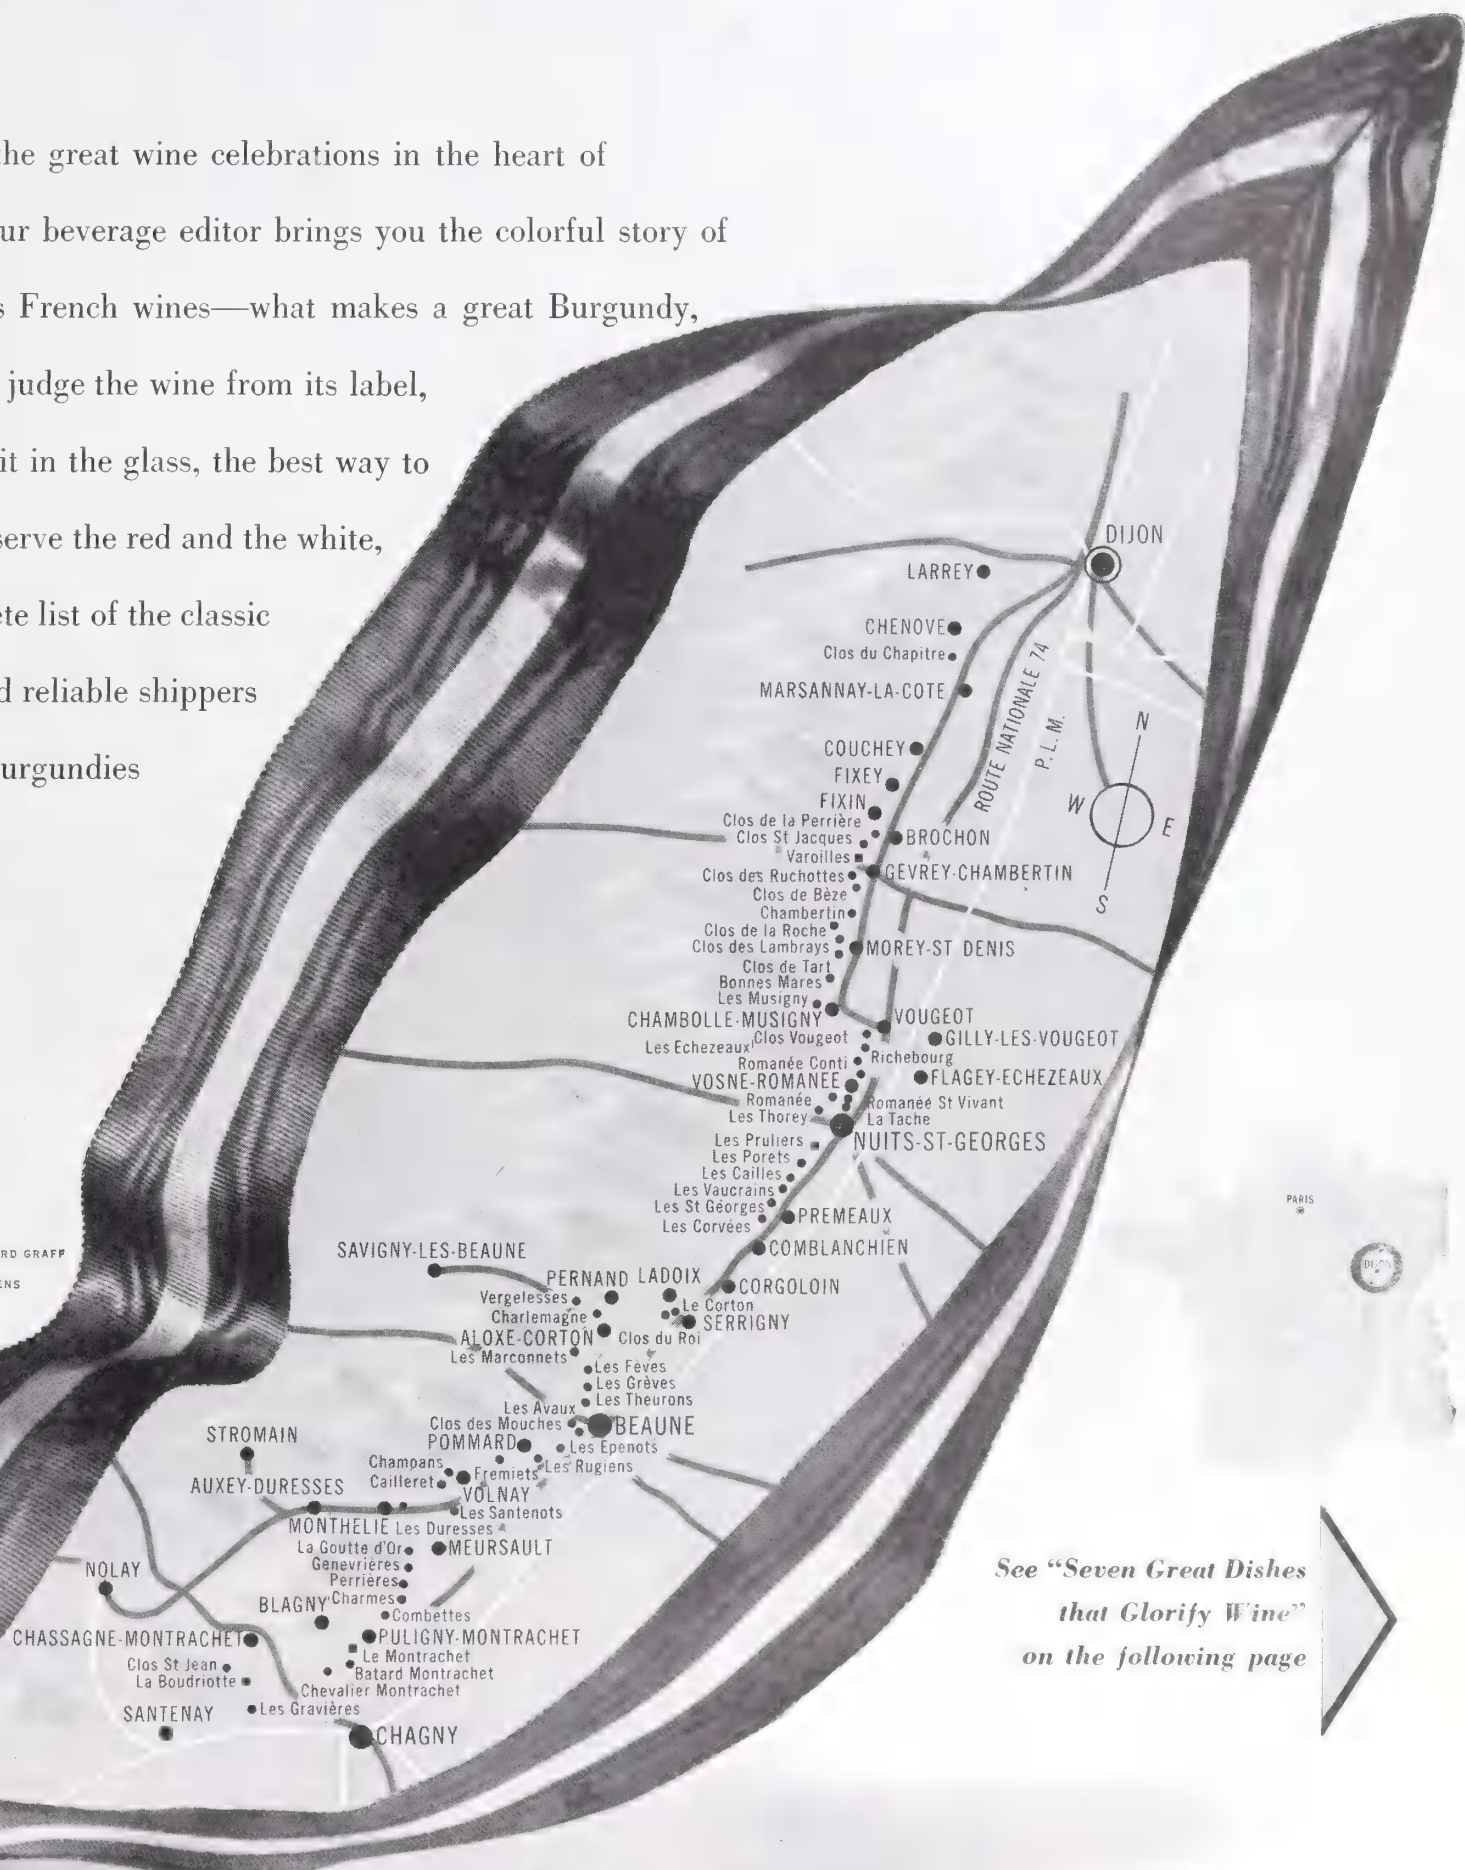 the great wine celebrations in the heart of
ur beverage editor brings you the colorful story of
s French wines—what makes a great Burgundy,
judge the wine from its label,
it in the glass, the best way to
serve the red and the white,
ete list of the classic
d reliable shippers
urgundies
DIJON
LARREY
CHENOVE
Clos du Chapitre
MARSANNAY-LA-COTE
ROUTE NATIONALE 74
P. L. M.
N
W
E
S
COUCHEY
FIXEY
FIXIN
Clos de la Perrière
Clos St Jacques
BROCHON
Varoilles
GEVREY-CHAMBERTIN
Clos des Ruchottes
Clos de Bèze
Chambertin
Clos de la Roche
Clos des Lambrays
MOREY-ST DENIS
Clos de Tart
Bonnes Mares
Les Musigny
CHAMBOLLE-MUSIGNY
VOUGEOT
Clos Vougeot
GILLY-LES-VOUGEOT
Les Echezeaux
Richebourg
Romanée Conti
VOSNE-ROMANEE
FLAGEY-ECHEZEAUX
Romanée
Romanée St Vivant
Les Thorey
La Tache
NUITS-ST-GEORGES
Les Pruliers
Les Porets
Les Cailles
Les Vaucrains
Les St Georges
PREMEAUX
Les Corvées
COMBLANCHIEN
PARIS
DIJON
RD GRAFF
ENS
SAVIGNY-LES-BEAUNE
PERNAND
LADOIX
CORGOLOIN
Vergelesses
Le Corton
Charlemagne
SERRIGNY
ALOXE-CORTON
Clos du Roi
Les Marconnets
Les Fèves
Les Grèves
Les Theurons
Les Avaux
Clos des Mouches
BEAUNE
STROMAIN
POMMARD
Les Epenots
Champans
Fremiets
Les Rugiens
Cailleret
AUXEY-DURESSES
VOLNAY
Les Santenots
MONTHELIE
Les Duresses
La Goutte d'Or
MEURSAULT
Genevrières
NOLAY
Perrières
Charmes
BLAGNY
Combettes
CHASSAGNE-MONTRACHET
PULIGNY-MONTRACHET
Le Montrachet
Clos St Jean
Batard Montrachet
La Boudriotte
Chevalier Montrachet
Les Gravières
SANTENAY
CHAGNY
See “Seven Great Dishes
that Glorify Wine”
on the following page